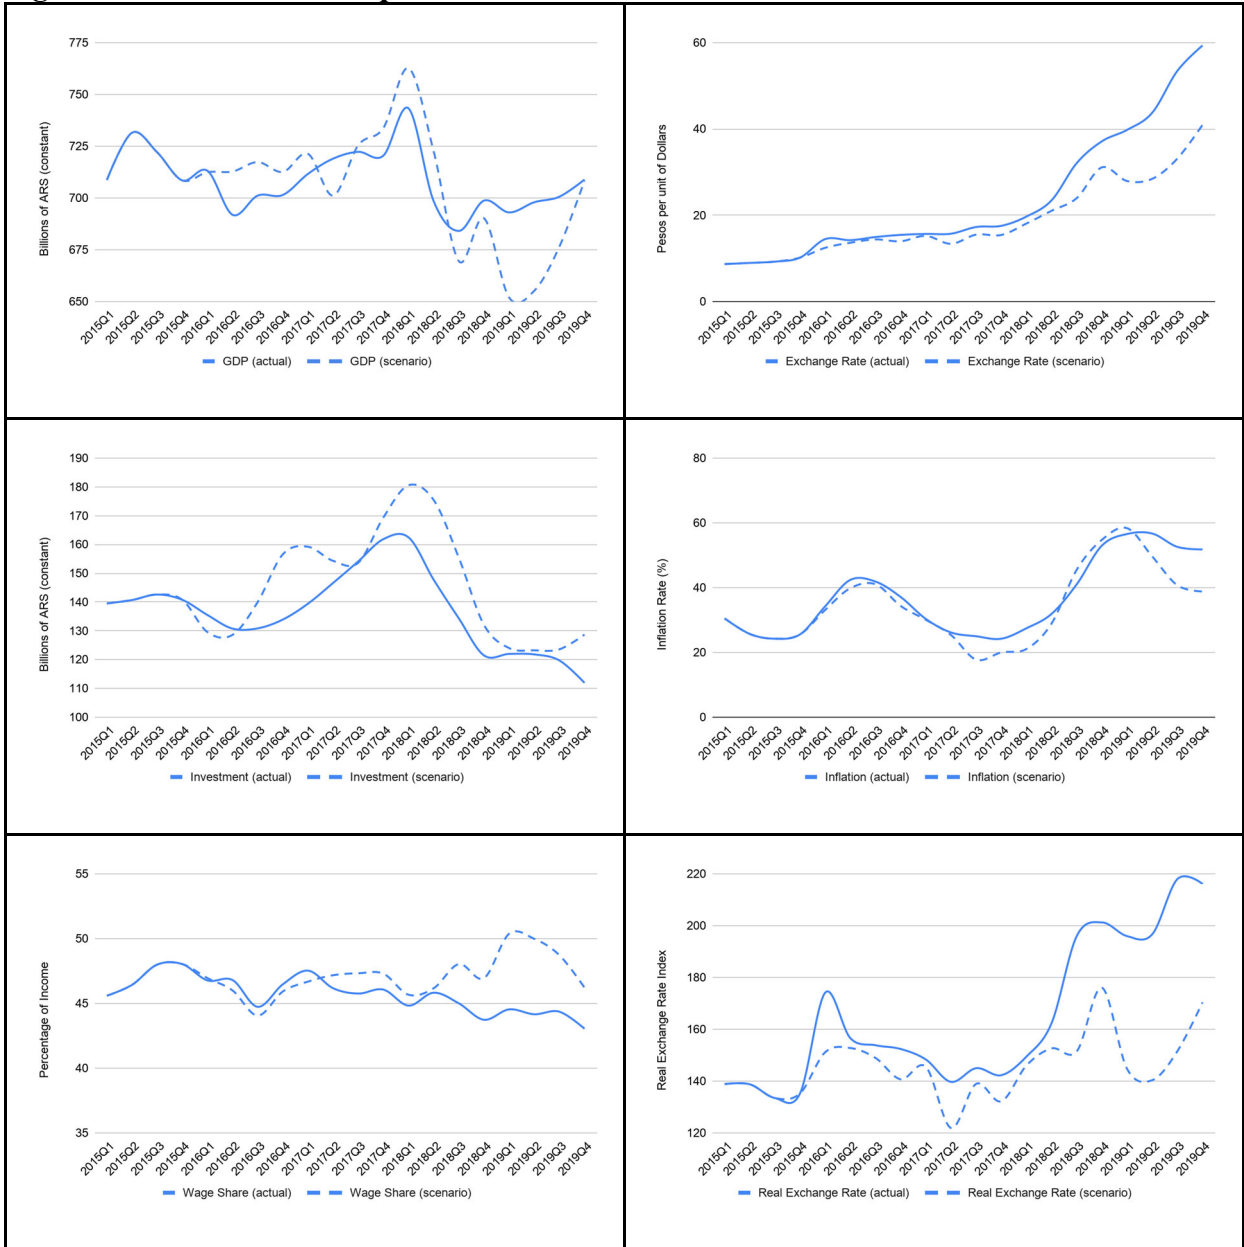 775
750
725
700
675
650
Billions of ARS (constant)
2015Q1 2015Q2 2015Q3 2015Q4 2016Q1 2016Q2 2016Q3 2016Q4 2017Q1 2017Q2 2017Q3 2017Q4 2018Q1 2018Q2 2018Q3 2018Q4 2019Q1 2019Q2 2019Q3 2019Q4
GDP (actual) GDP (scenario)
60
40
20
0
Pesos per unit of Dollars
2015Q1 2015Q2 2015Q3 2015Q4 2016Q1 2016Q2 2016Q3 2016Q4 2017Q1 2017Q2 2017Q3 2017Q4 2018Q1 2018Q2 2018Q3 2018Q4 2019Q1 2019Q2 2019Q3 2019Q4
Exchange Rate (actual) Exchange Rate (scenario)
190
180
170
160
150
140
130
120
110
100
Billions of ARS (constant)
2015Q1 2015Q2 2015Q3 2015Q4 2016Q1 2016Q2 2016Q3 2016Q4 2017Q1 2017Q2 2017Q3 2017Q4 2018Q1 2018Q2 2018Q3 2018Q4 2019Q1 2019Q2 2019Q3 2019Q4
Investment (actual) Investment (scenario)
80
60
40
20
0
Inflation Rate (%)
2015Q1 2015Q2 2015Q3 2015Q4 2016Q1 2016Q2 2016Q3 2016Q4 2017Q1 2017Q2 2017Q3 2017Q4 2018Q1 2018Q2 2018Q3 2018Q4 2019Q1 2019Q2 2019Q3 2019Q4
Inflation (actual) Inflation (scenario)
55
50
45
40
35
Percentage of Income
2015Q1 2015Q2 2015Q3 2015Q4 2016Q1 2016Q2 2016Q3 2016Q4 2017Q1 2017Q2 2017Q3 2017Q4 2018Q1 2018Q2 2018Q3 2018Q4 2019Q1 2019Q2 2019Q3 2019Q4
Wage Share (actual) Wage Share (scenario)
220
200
180
160
140
120
Real Exchange Rate Index
2015Q1 2015Q2 2015Q3 2015Q4 2016Q1 2016Q2 2016Q3 2016Q4 2017Q1 2017Q2 2017Q3 2017Q4 2018Q1 2018Q2 2018Q3 2018Q4 2019Q1 2019Q2 2019Q3 2019Q4
Real Exchange Rate (actual) Real Exchange Rate (scenario)